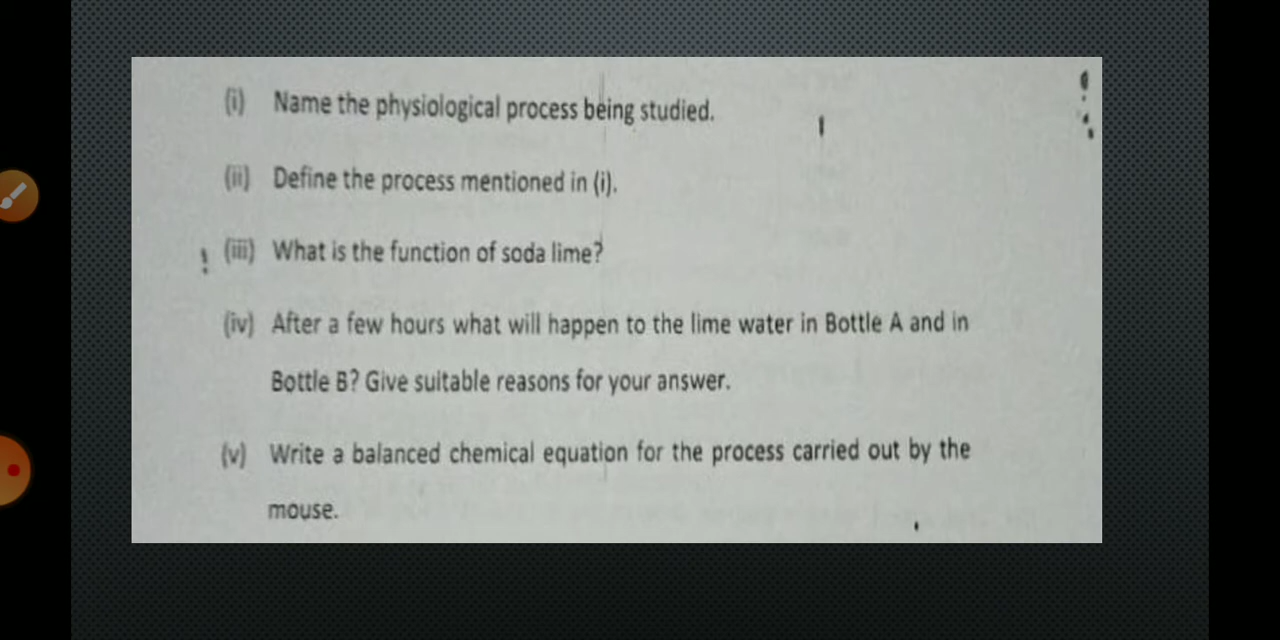 (i) Name the physiological process being studied.
(ii) Define the process mentioned in (i).
(iii) What is the function of soda lime?
(iv) After a few hours what will happen to the lime water in Bottle A and in
Bottle B? Give suitable reasons for your answer.
(v) Write a balanced chemical equation for the process carried out by the
mouse.